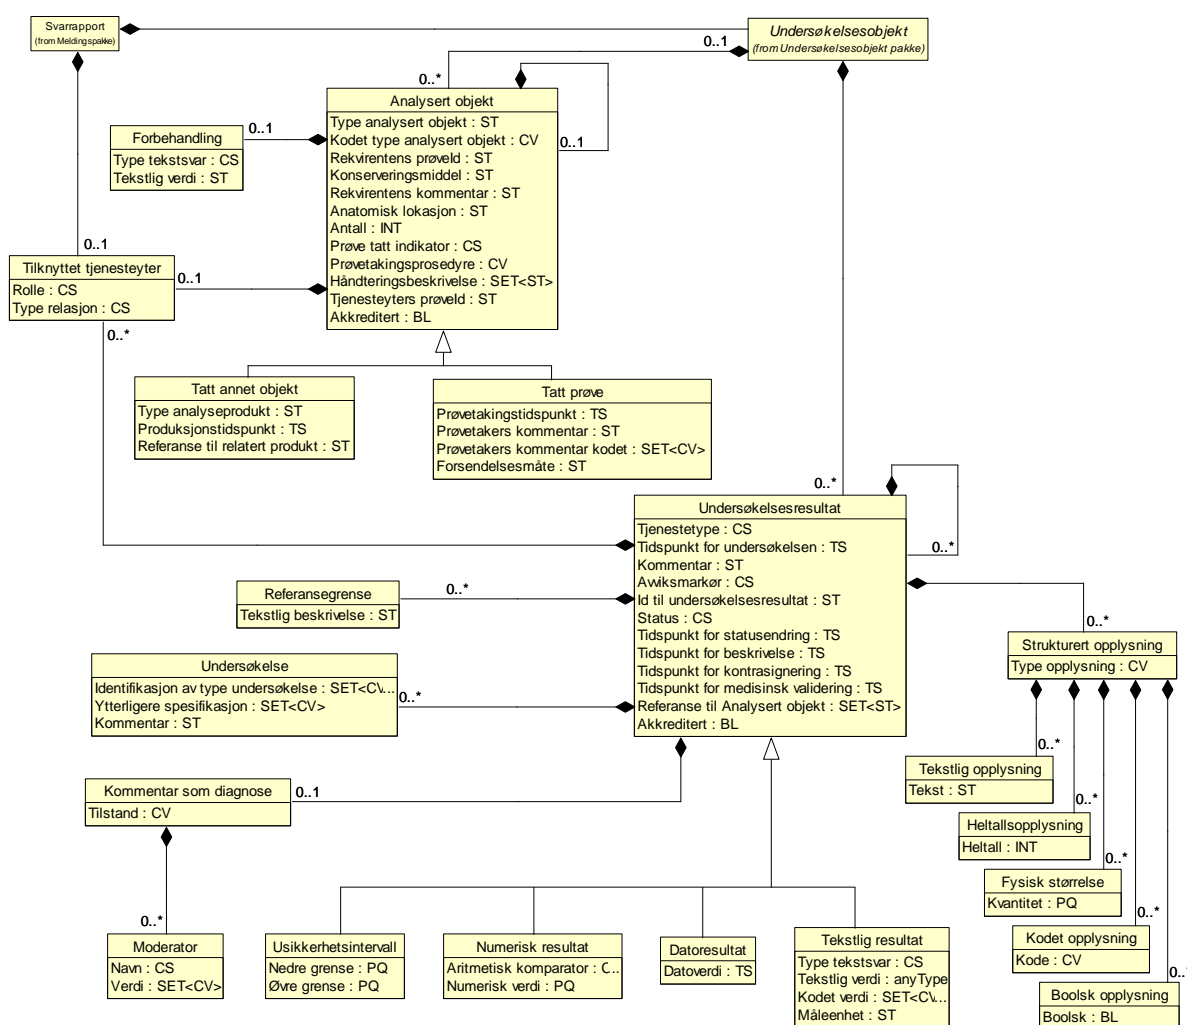 Svarrapport
(from Meldingspakke)
Undersøkelsesobjekt
(from Undersøkelsesobjekt pakke)
0..1
0..*
Analysert objekt
Type analysert objekt : ST
Kodet type analysert objekt : CV
Rekvirentens prøveId : ST
Konserveringsmiddel : ST
Rekvirentens kommentar : ST
Anatomisk lokasjon : ST
Antall : INT
Prøve tatt indikator : CS
Prøvetakingsprosedyre : CV
Håndteringsbeskrivelse : SET<ST>
Tjenesteyters prøveId : ST
Akkreditert : BL
0..1
0..1
Forbehandling
Type tekstsvar : CS
Tekstlig verdi : ST
0..1
Tilknyttet tjenesteyter
Rolle : CS
Type relasjon : CS
0..1
0..*
Tatt annet objekt
Type analyseprodukt : ST
Produksjonstidspunkt : TS
Referanse til relatert produkt : ST
Tatt prøve
Prøvetakingstidspunkt : TS
Prøvetakers kommentar : ST
Prøvetakers kommentar kodet : SET<CV>
Forsendelsesmåte : ST
0..*
Undersøkelsesresultat
Tjenestetype : CS
Tidspunkt for undersøkelsen : TS
Kommentar : ST
Avviksmarkør : CS
Id til undersøkelsesresultat : ST
Status : CS
Tidspunkt for statusendring : TS
Tidspunkt for beskrivelse : TS
Tidspunkt for kontrasignering : TS
Tidspunkt for medisinsk validering : TS
Referanse til Analysert objekt : SET<ST>
Akkreditert : BL
0..*
Referansegrense
Tekstlig beskrivelse : ST
0..*
Undersøkelse
Identifikasjon av type undersøkelse : SET<CV...
Ytterligere spesifikasjon : SET<CV>
Kommentar : ST
0..*
0..*
Strukturert opplysning
Type opplysning : CV
0..*
Tekstlig opplysning
Tekst : ST
0..*
Heltallsopplysning
Heltall : INT
0..*
Fysisk størrelse
Kvantitet : PQ
0..*
Kodet opplysning
Kode : CV
0..
Boolsk opplysning
Boolsk : BL
Kommentar som diagnose
Tilstand : CV
0..1
0..*
Moderator
Navn : CS
Verdi : SET<CV>
Usikkerhetsintervall
Nedre grense : PQ
Øvre grense : PQ
Numerisk resultat
Aritmetisk komparator : C...
Numerisk verdi : PQ
Datoresultat
Datoverdi : TS
Tekstlig resultat
Type tekstsvar : CS
Tekstlig verdi : anyType
Kodet verdi : SET<CV...
Måleenhet : ST